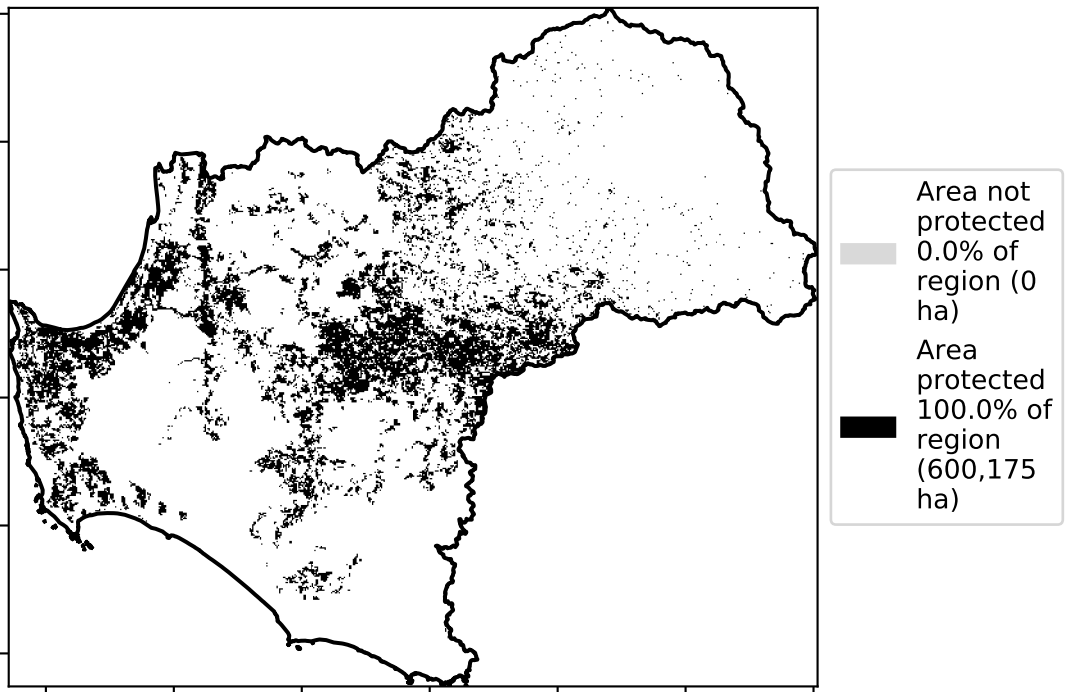 Area not
protected
0.0% of
region (0
ha)
Area
protected
100.0% of
region
(600,175
ha)